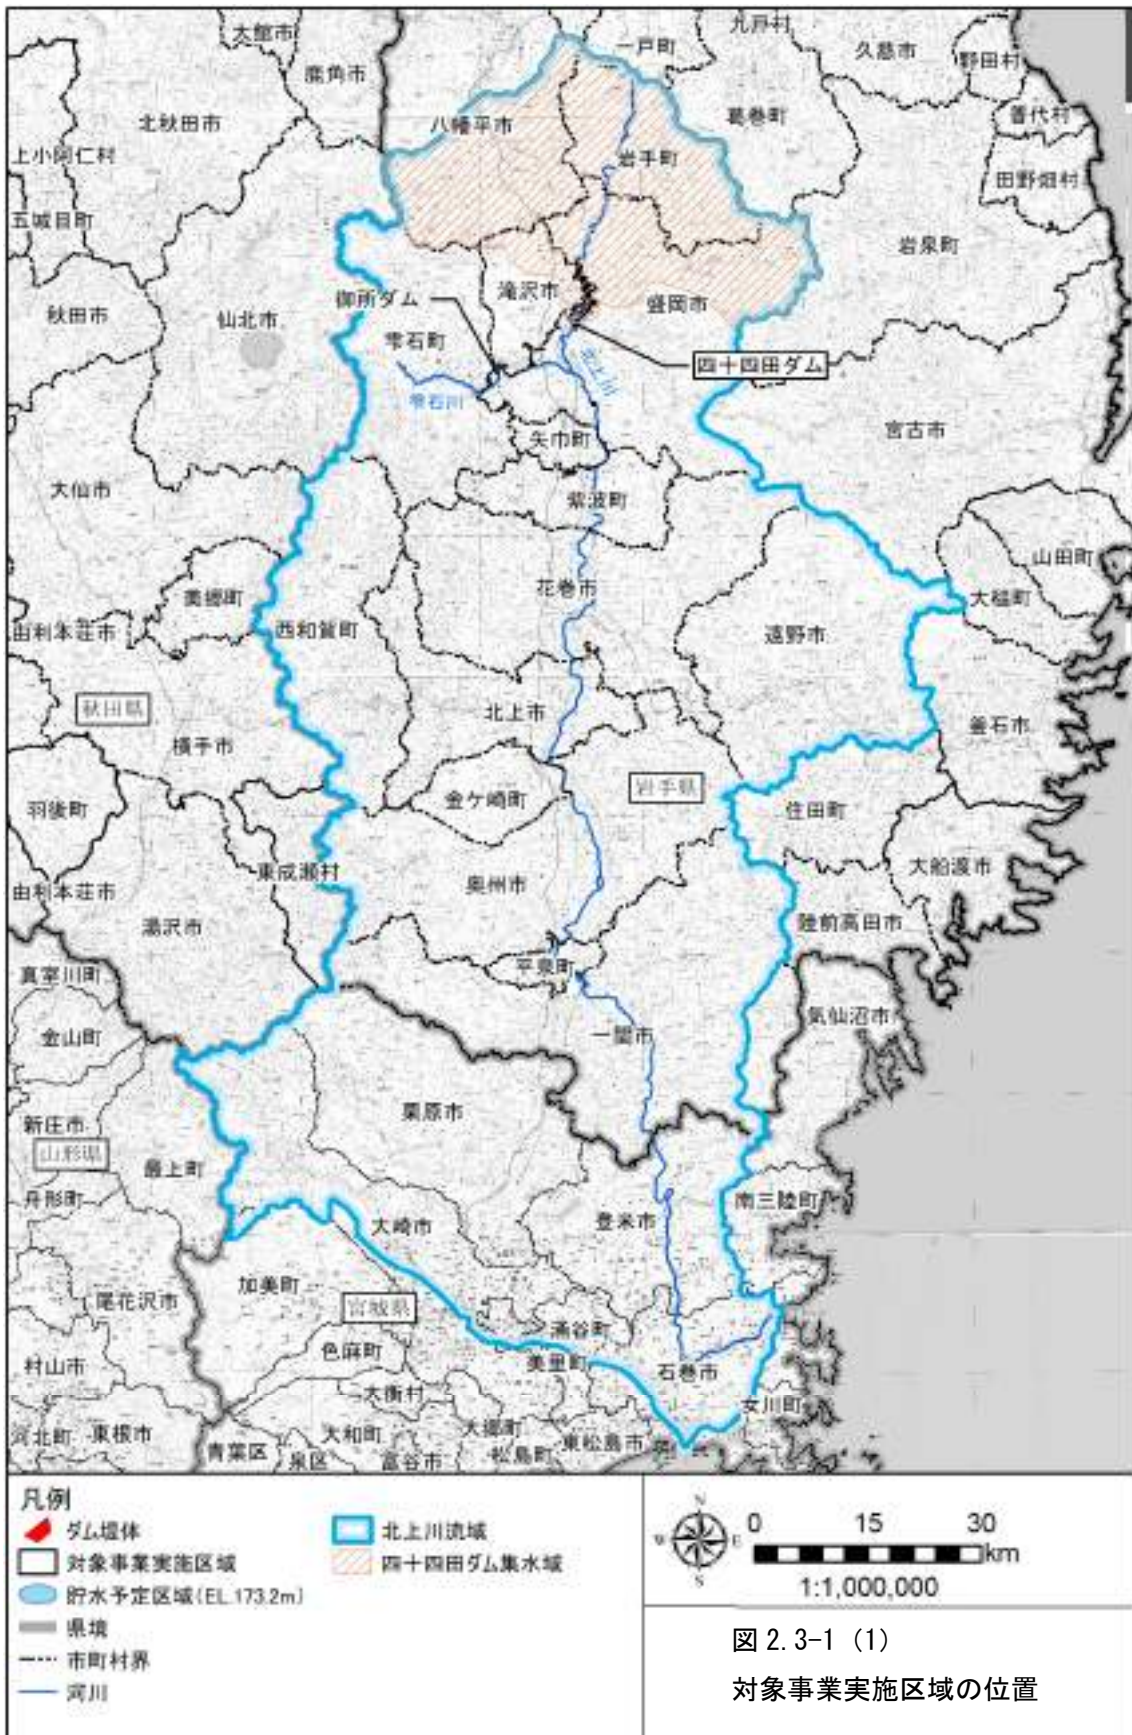 大館市
鹿角市
一戸町
九戸村
久慈市
野田村
普代村
北秋田市
八幡平市
葛巻町
岩手町
上小阿仁村
田野畑村
五城目町
岩泉町
秋田市
仙北市
御所ダム
滝沢市
盛岡市
雫石町
四十四田ダム
北上川
雫石川
矢巾町
宮古市
大仙市
紫波町
山田町
美郷町
花巻市
大槌町
由利本荘市
西和賀町
遠野市
秋田県
北上市
釜石市
横手市
岩手県
羽後町
金ケ崎町
住田町
東成瀬村
奥州市
大船渡市
由利本荘市
湯沢市
陸前高田市
真室川町
平泉町
金山町
一関市
気仙沼市
新庄市
栗原市
山形県
最上町
舟形町
南三陸町
大崎市
登米市
加美町
尾花沢市
宮城県
涌谷町
色麻町
美里町
村山市
石巻市
大衡村
女川町
河北町
東根市
大和町
大郷町
青葉区
泉区
富谷市
松島町
東松島市
凡例
ダム堤体
対象事業実施区域
貯水予定区域(EL.173.2m)
県境
市町村界
河川
北上川流域
四十四田ダム集水域
N
W
E
S
0 15 30
km
1:1,000,000
図 2.3-1 (1)
対象事業実施区域の位置